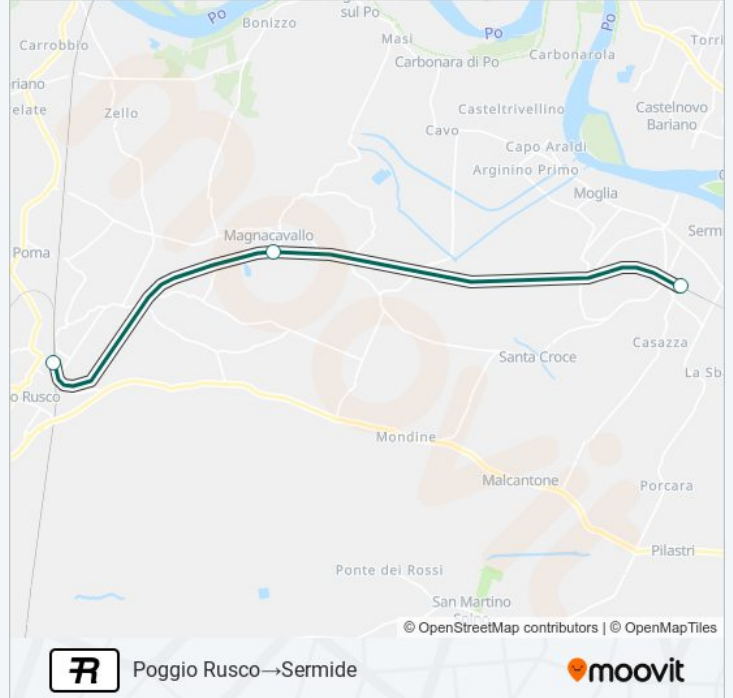 Po
Bonizzo
sul Po
Carrobbio
Masi
Po
Po
Torri
Carbonara di Po
Carbonarola
riano
elate
Zello
Casteltrivellino
Castelnovo
Bariano
Cavo
Capo Araldi
Arginino Primo
Moglia
Magnacavallo
Serm
Poma
Casazza
Santa Croce
La Sb
o Rusco
Mondine
Malcantone
Porcara
Pilastri
Ponte dei Rossi
San Martino
© OpenStreetMap contributors | © OpenMapTiles
R Poggio Rusco→Sermide
moovit